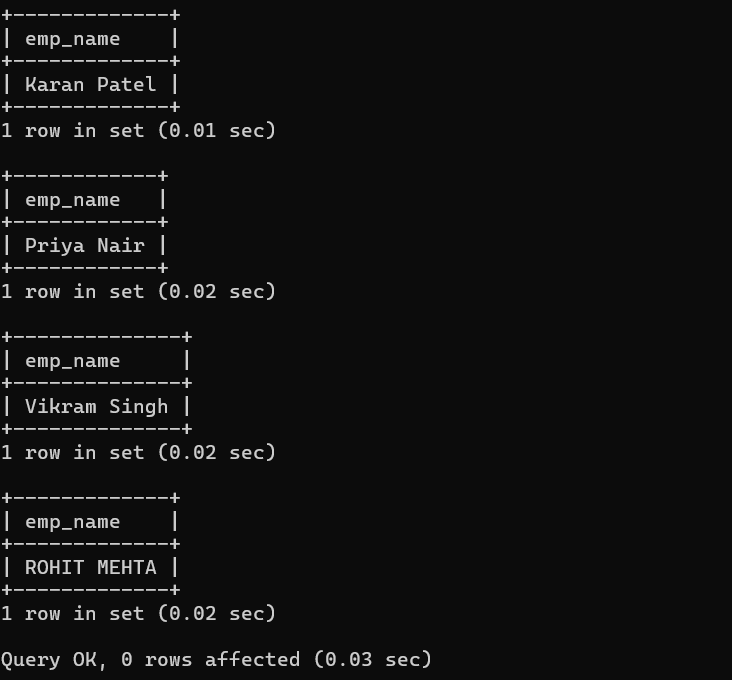 +-------------+
| emp_name    |
+-------------+
| Karan Patel |
+-------------+
1 row in set (0.01 sec)

+------------+
| emp_name   |
+------------+
| Priya Nair |
+------------+
1 row in set (0.02 sec)

+--------------+
| emp_name     |
+--------------+
| Vikram Singh |
+--------------+
1 row in set (0.02 sec)

+-------------+
| emp_name    |
+-------------+
| ROHIT MEHTA |
+-------------+
1 row in set (0.02 sec)

Query OK, 0 rows affected (0.03 sec)